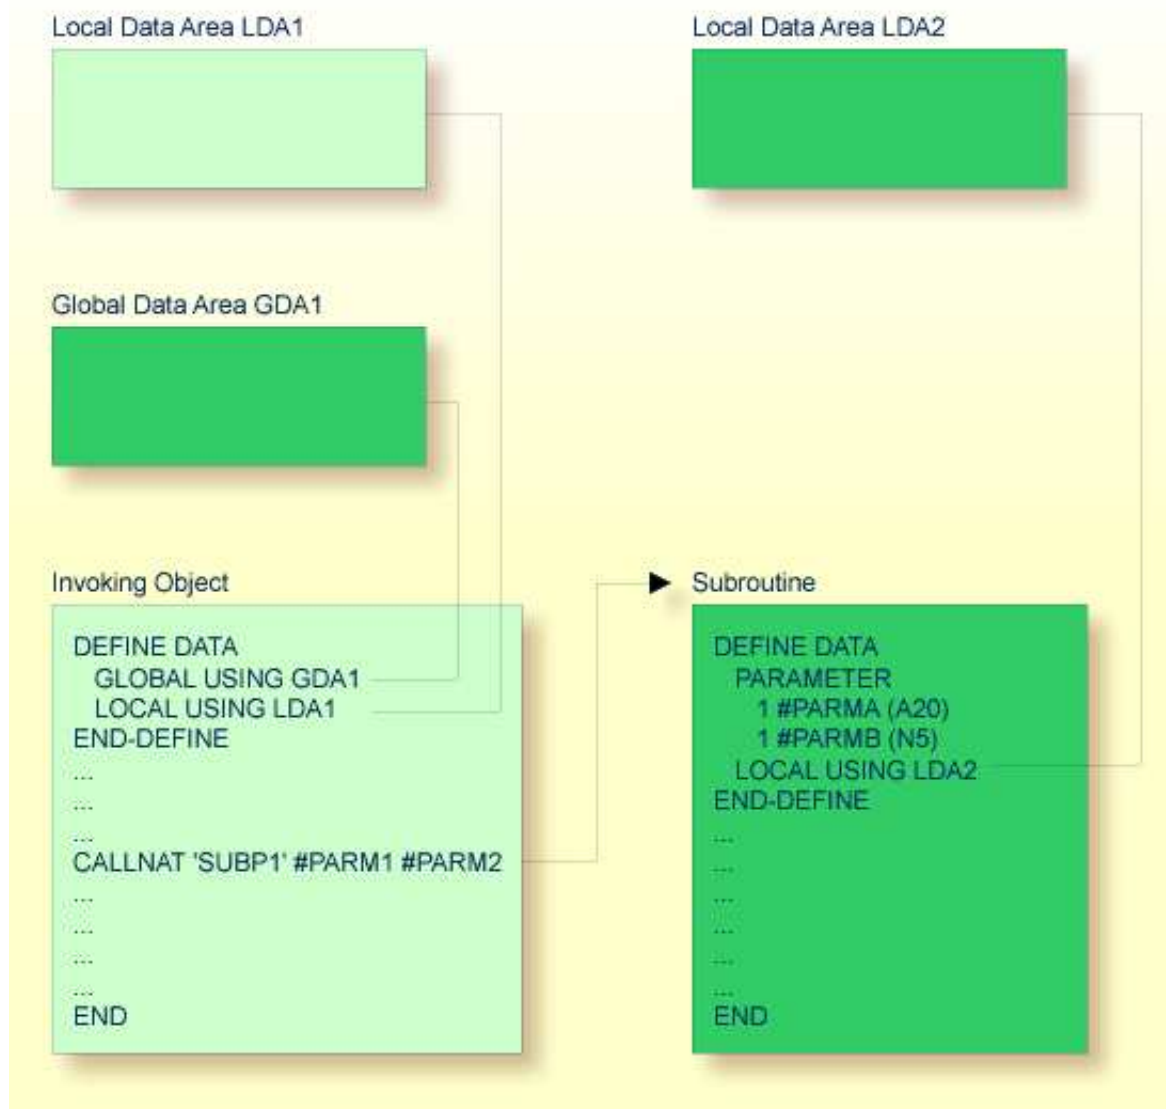 Local Data Area LDA1
Local Data Area LDA2
Global Data Area GDA1
Invoking Object
DEFINE DATA
GLOBAL USING GDA1
LOCAL USING LDA1
END-DEFINE
...
...
...
CALLNAT 'SUBP1' #PARM1 #PARM2
...
...
...
...
END
Subroutine
DEFINE DATA
PARAMETER
1 #PARMA (A20)
1 #PARMB (N5)
LOCAL USING LDA2
END-DEFINE
...
...
...
...
...
...
END